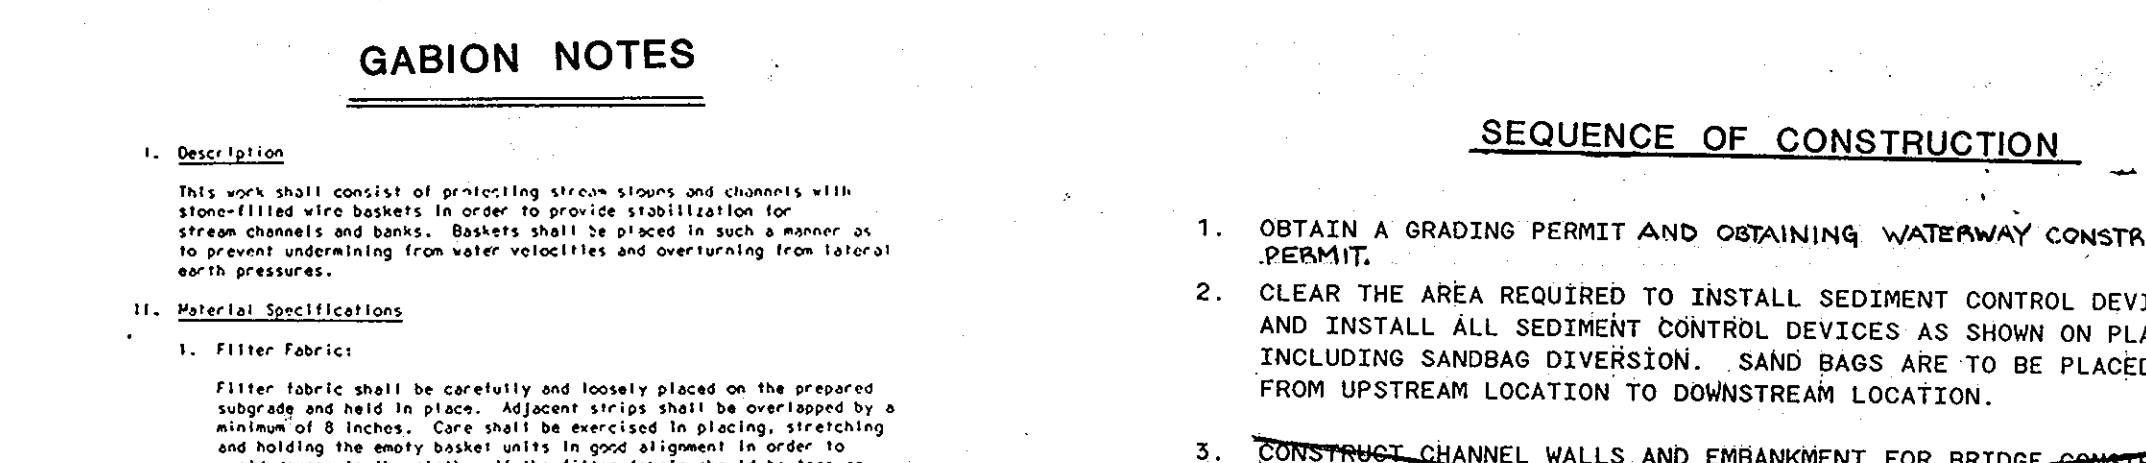 GABION NOTES
I. Description
This work shall consist of protecting stream slopes and channels with
stone-filled wire baskets in order to provide stabilization for
stream channels and banks. Baskets shall be placed in such a manner as
to prevent undermining from water velocities and overturning from lateral
earth pressures.
II. Material Specifications
1. Filter Fabric:
Filter fabric shall be carefully and loosely placed on the prepared
subgrade and held in place. Adjacent strips shall be overlapped by a
minimum of 8 inches. Care shall be exercised in placing, stretching
and holding the empty basket units in good alignment in order to
SEQUENCE OF CONSTRUCTION
1. OBTAIN A GRADING PERMIT AND OBTAINING WATERWAY CONSTR
PERMIT.
2. CLEAR THE AREA REQUIRED TO INSTALL SEDIMENT CONTROL DEVI
AND INSTALL ALL SEDIMENT CONTROL DEVICES AS SHOWN ON PLA
INCLUDING SANDBAG DIVERSION. SAND BAGS ARE TO BE PLACED
FROM UPSTREAM LOCATION TO DOWNSTREAM LOCATION.
3. CONSTRUCT CHANNEL WALLS AND EMBANKMENT FOR BRIDGE